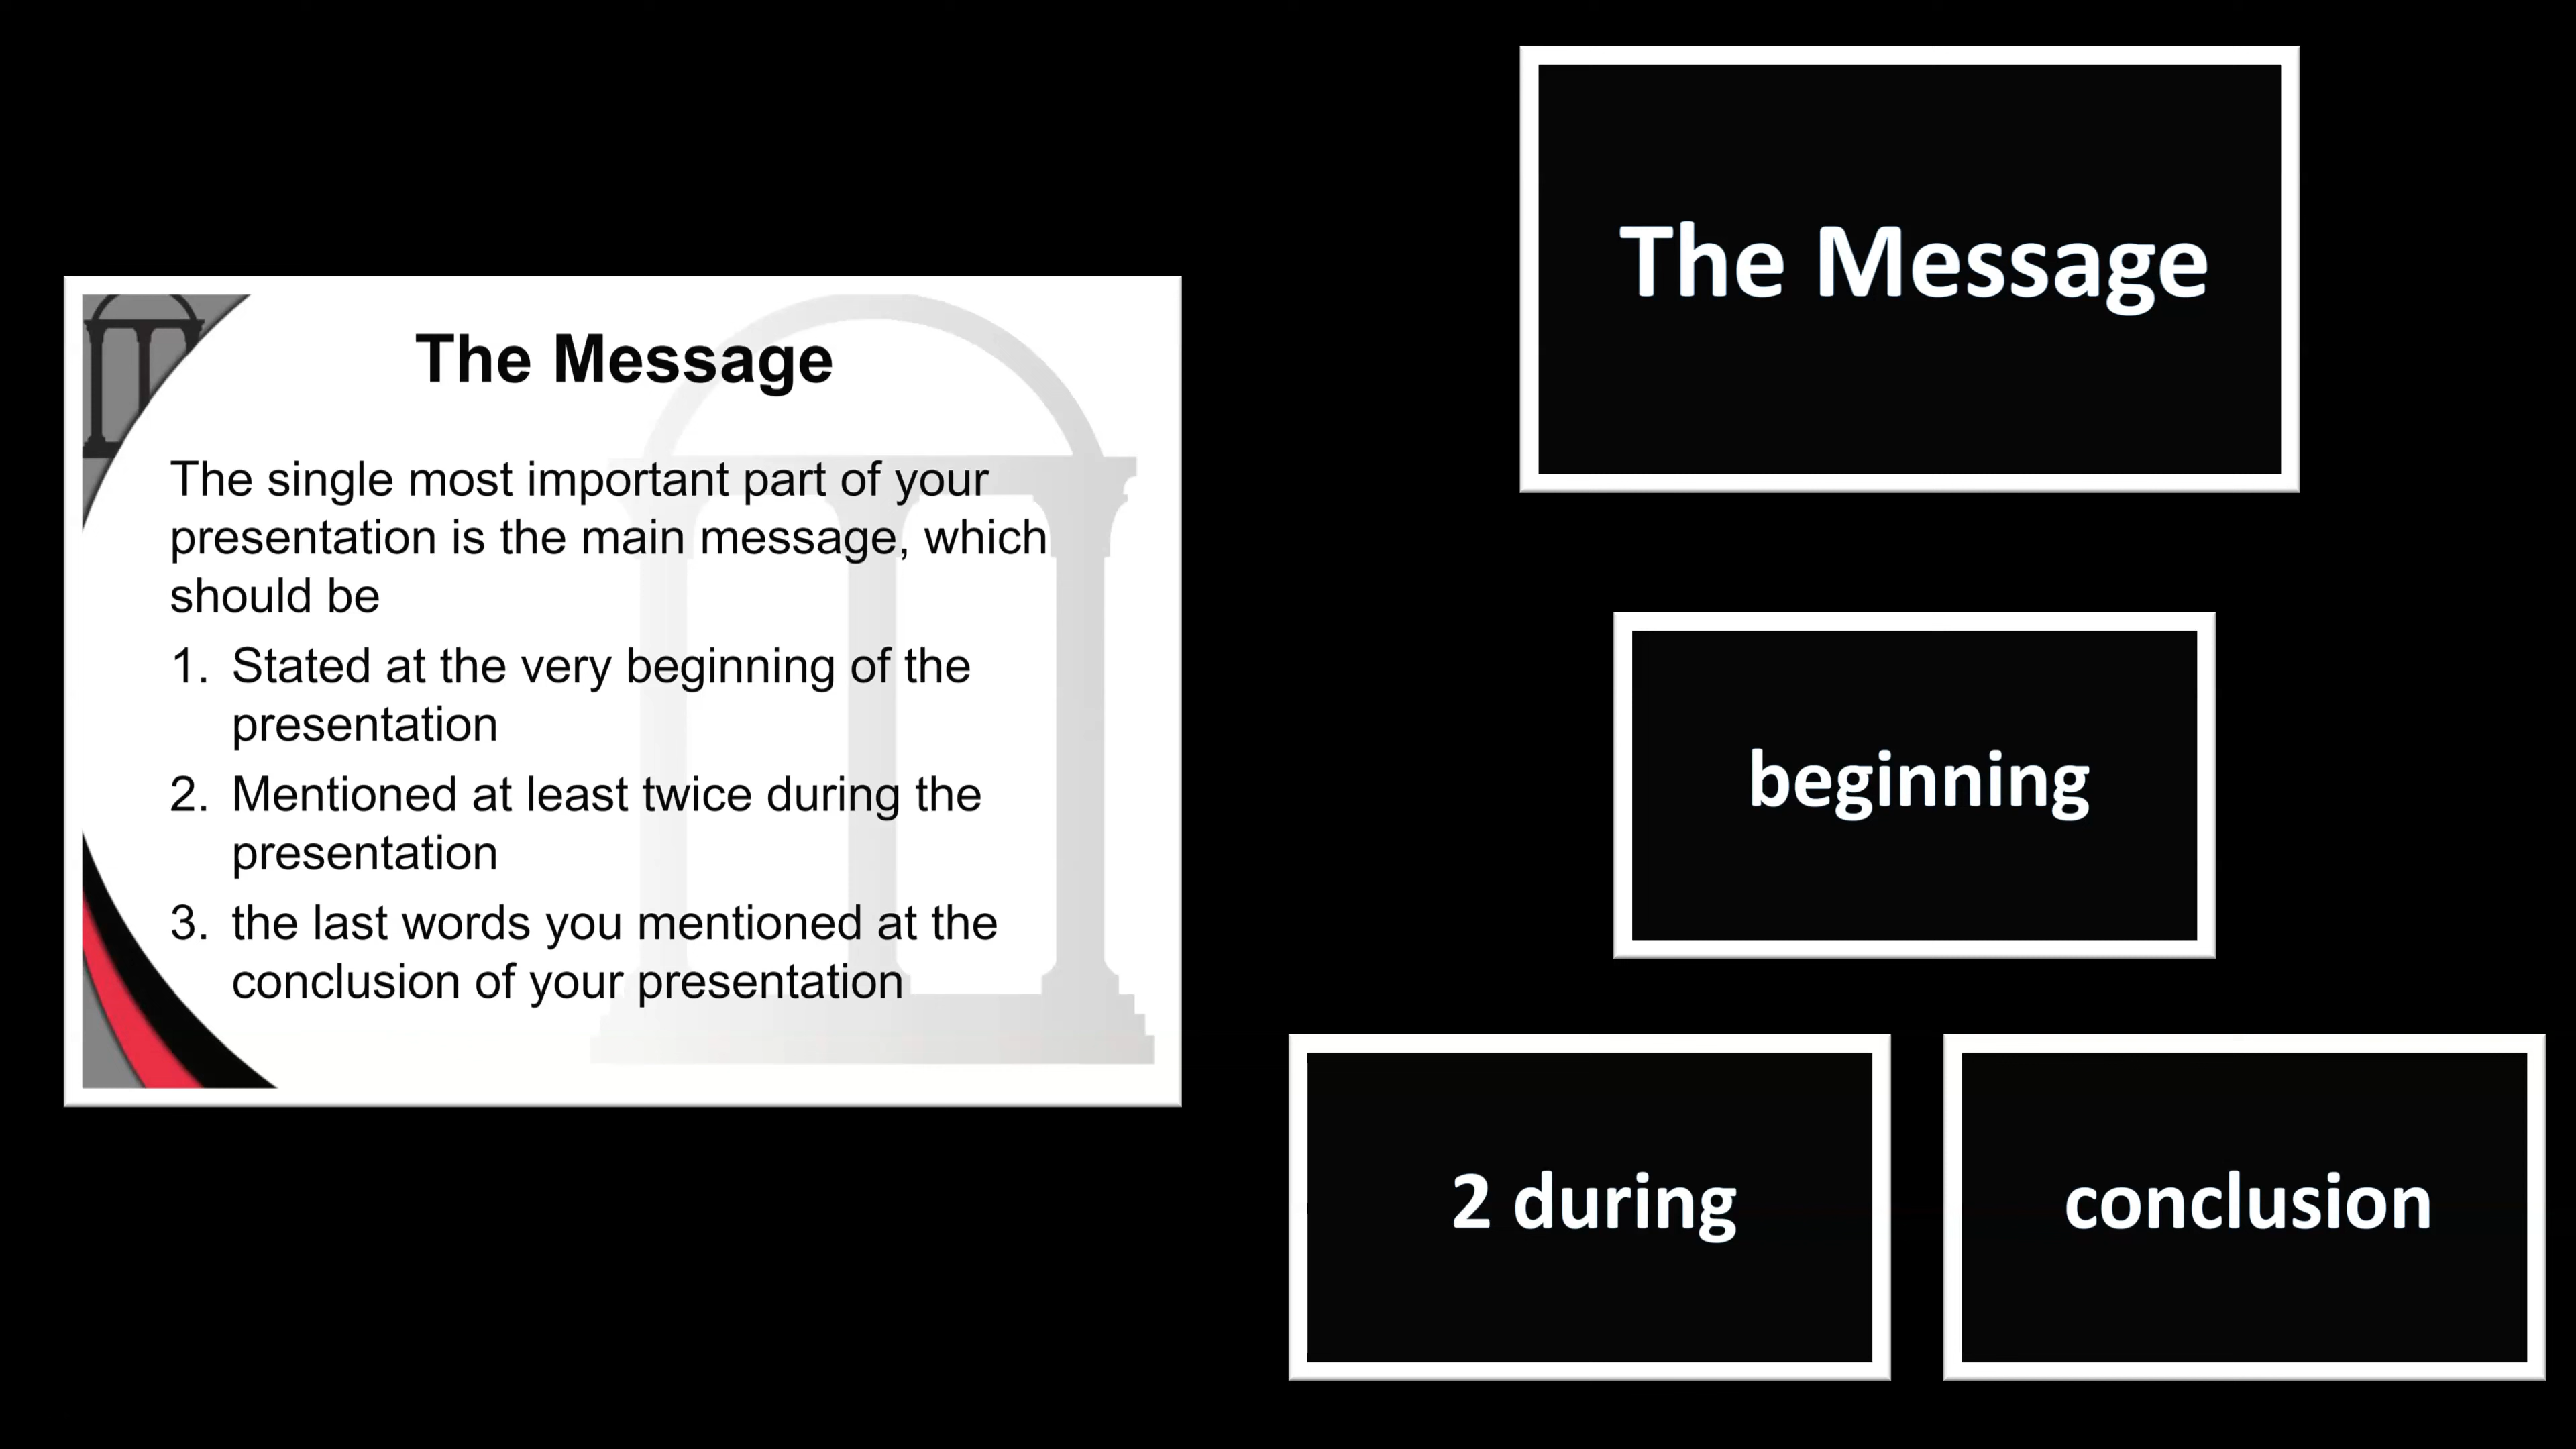 The Message
The single most important part of your
presentation is the main message, which
should be
1. Stated at the very beginning of the
presentation
2. Mentioned at least twice during the
presentation
3. the last words you mentioned at the
conclusion of your presentation
The Message
beginning
2 during
conclusion